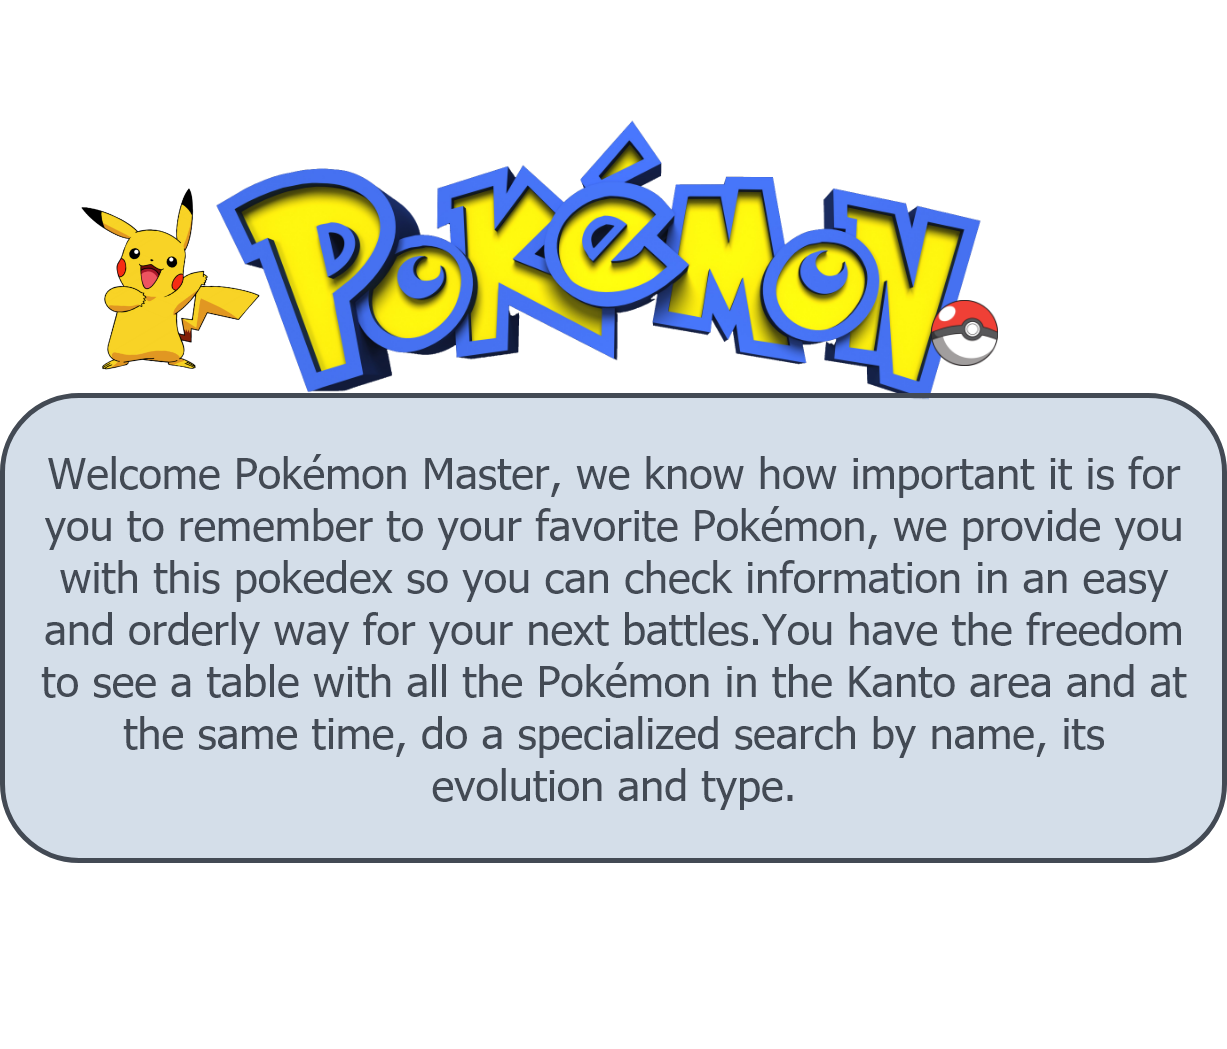 Pokémon
Welcome Pokémon Master, we know how important it is for
you to remember to your favorite Pokémon, we provide you
with this pokedex so you can check information in an easy
and orderly way for your next battles.You have the freedom
to see a table with all the Pokémon in the Kanto area and at
the same time, do a specialized search by name, its
evolution and type.